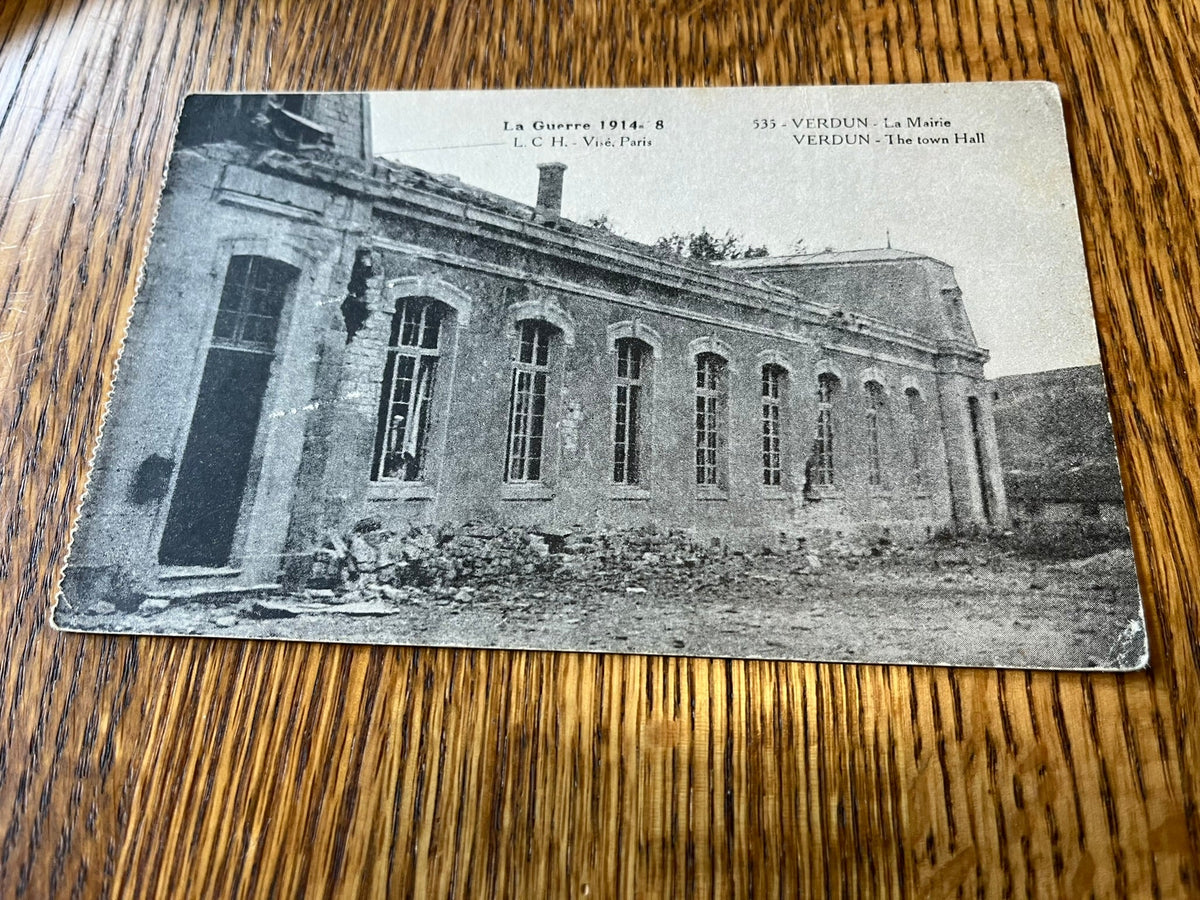 La Guerre 1914- 8
L. C H. - Visé, Paris
535 - VERDUN - La Mairie
VERDUN - The town Hall